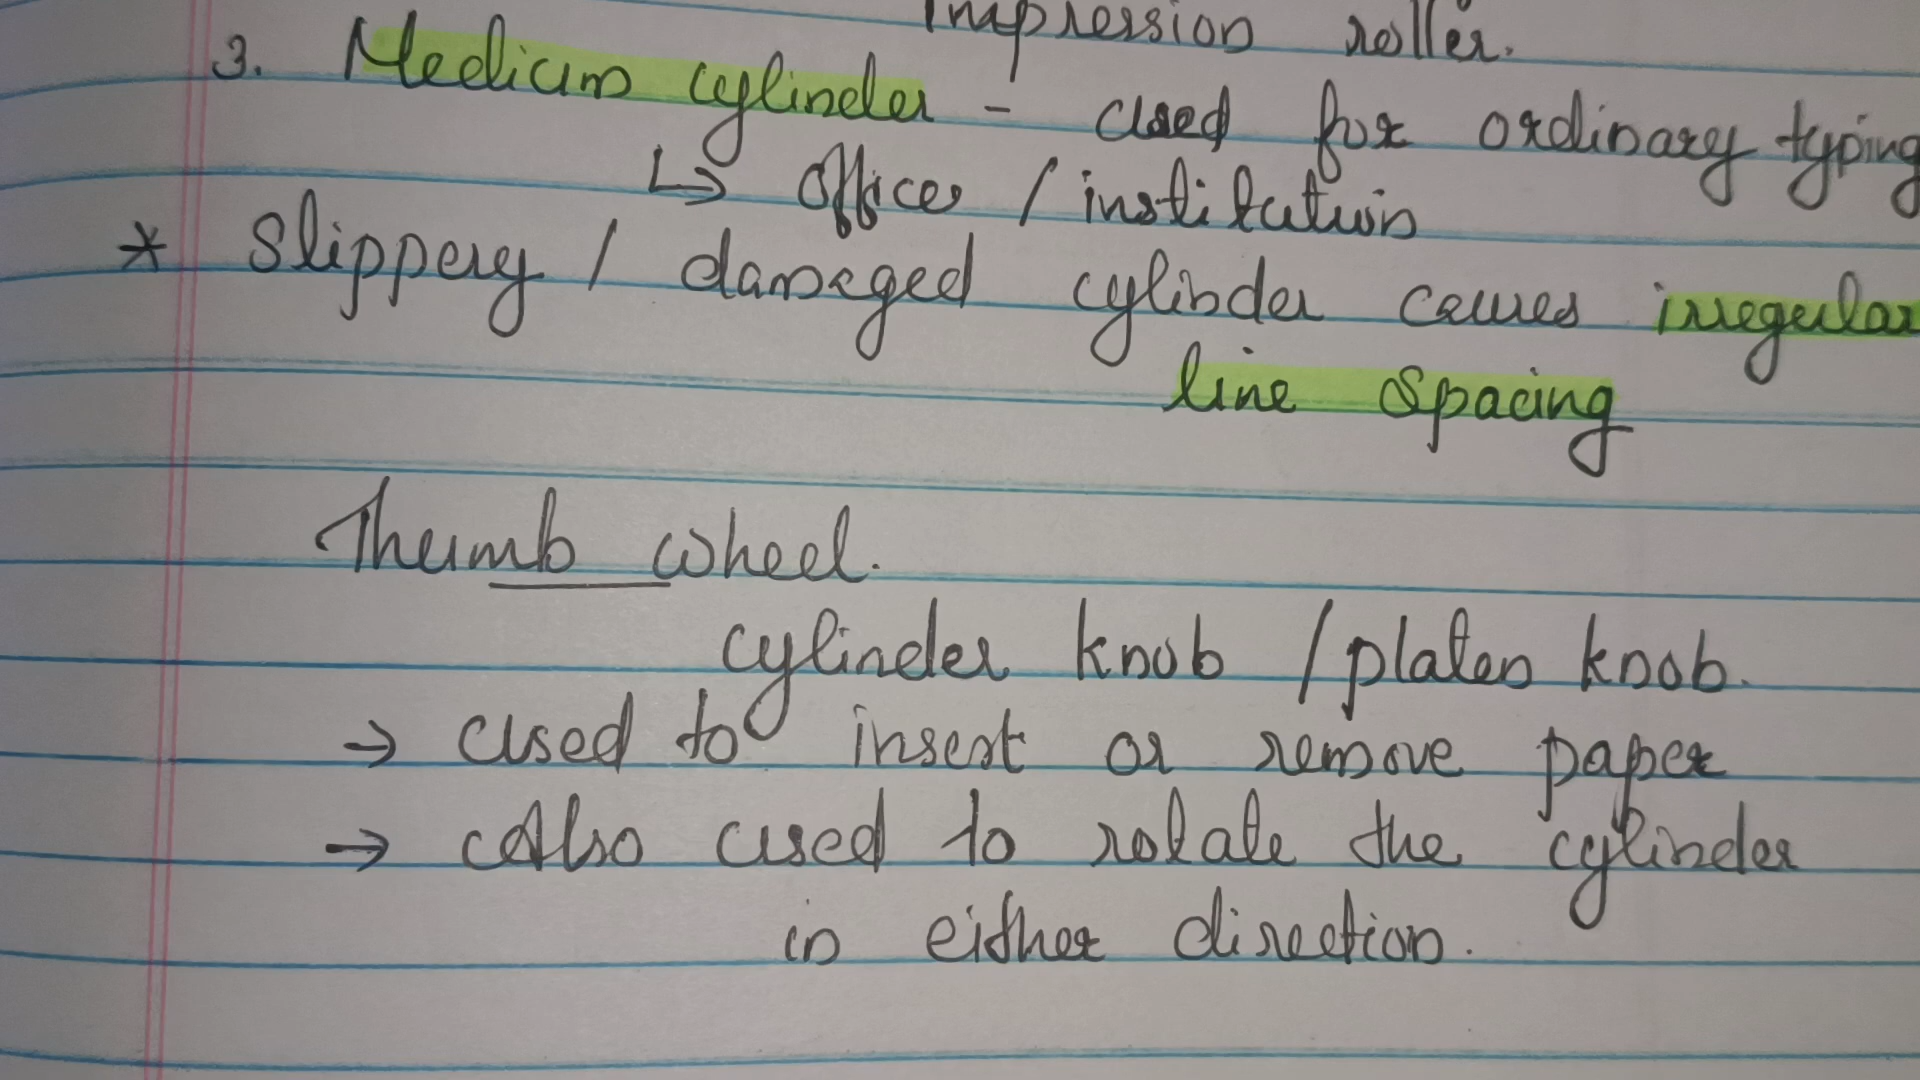 Impression roller.
3. Medium cylinder - used for ordinary typing
↳ Offices / institution
* Slippery / damaged cylinder causes irregular
line spacing
Thumb wheel.
cylinder knob / platen knob.
→ used to insert or remove paper
→ Also used to rotate the cylinder
in either direction.